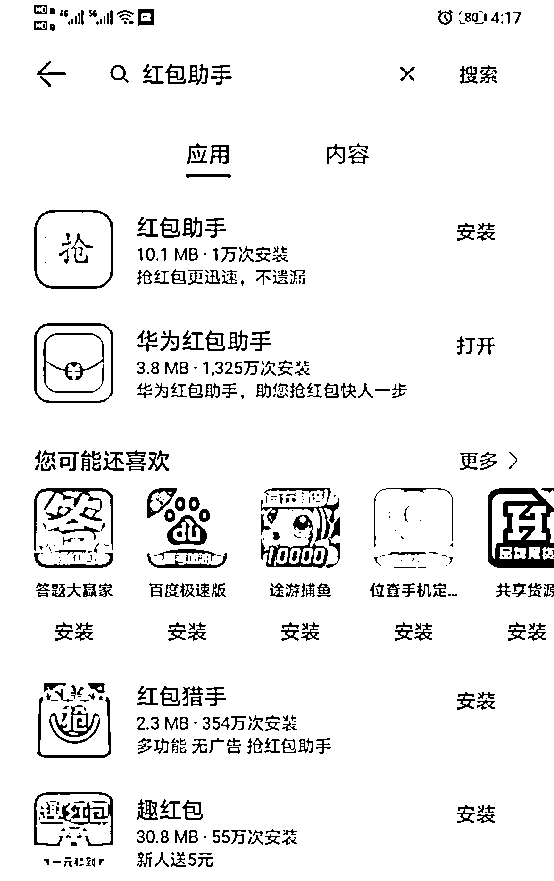 4:17
红包助手
搜索
应用
内容
抢
红包助手
安装
10.1 MB · 1万次安装
抢红包更迅速，不遗漏
华为红包助手
打开
3.8 MB · 1,325万次安装
华为红包助手，助您抢红包快人一步
您可能还喜欢
更多
答
du
10000
H
答题大赢家
百度极速版
途游捕鱼
位查手机定...
共享货源
安装
安装
安装
安装
安装
红包猎手
安装
2.3 MB · 354万次安装
多功能 无广告 抢红包助手
趣红包
趣红包
安装
30.8 MB · 55万次安装
新人送5元